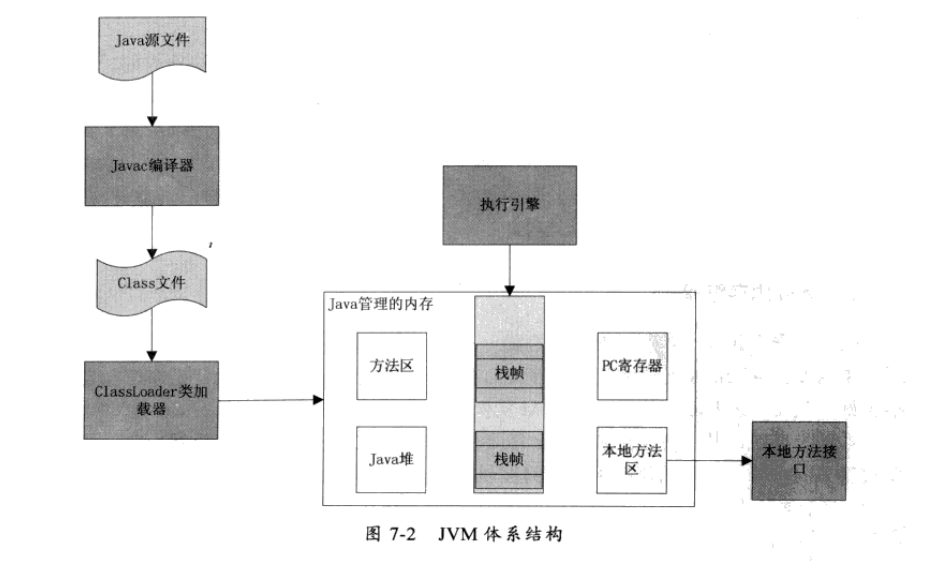 Java源文件
Javac编译器
执行引擎
Class文件
Java管理的内存
方法区
栈帧
PC寄存器
ClassLoader类加
载器
Java堆
栈帧
本地方法
区
本地方法接
口
图 7-2 JVM 体系结构